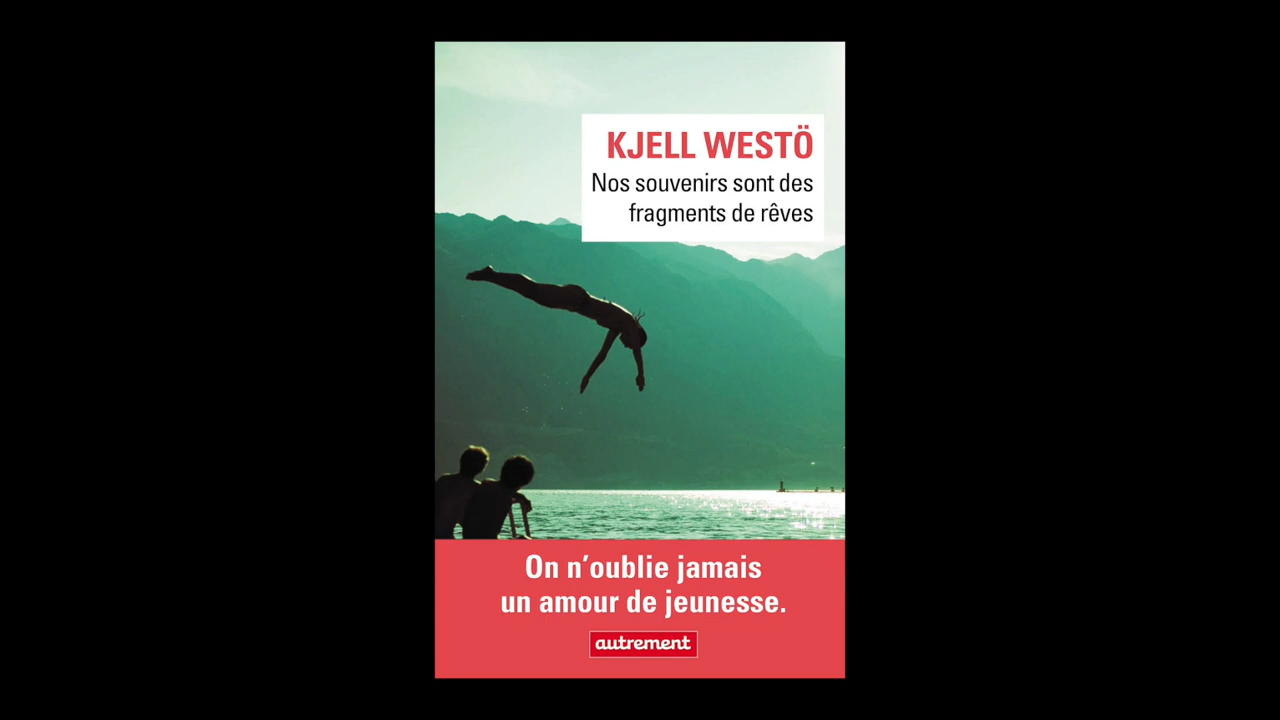 KJELL WESTÖ
Nos souvenirs sont des
fragments de rêves
On n’oublie jamais
un amour de jeunesse.
autrement